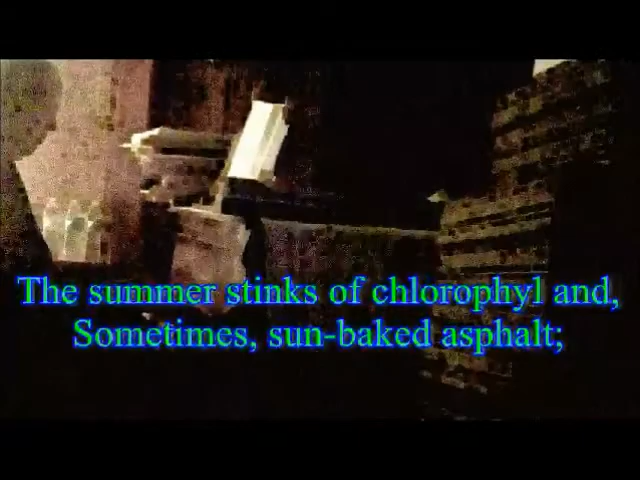 The summer stinks of chlorophyl and,
Sometimes, sun-baked asphalt;